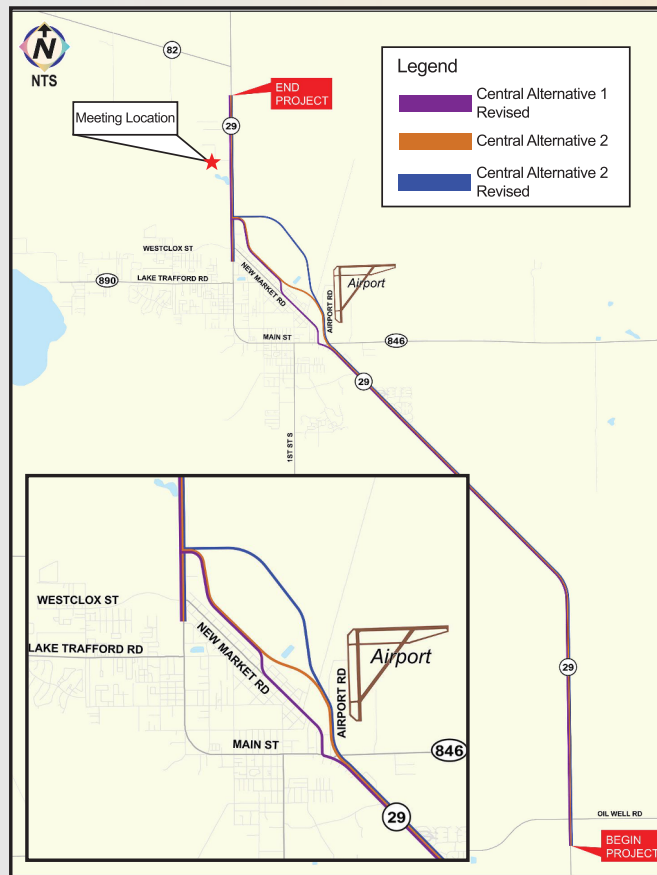 N
NTS
82
END
PROJECT
29
Meeting Location
Legend
Central Alternative 1
Revised
Central Alternative 2
Central Alternative 2
Revised
WESTCLOX ST
890
LAKE TRAFFORD RD
NEW MARKET RD
AIRPORT RD
Airport
MAIN ST
846
29
1ST ST S
WESTCLOX ST
LAKE TRAFFORD RD
NEW MARKET RD
AIRPORT RD
Airport
MAIN ST
846
29
29
OIL WELL RD
BEGIN
PROJECT